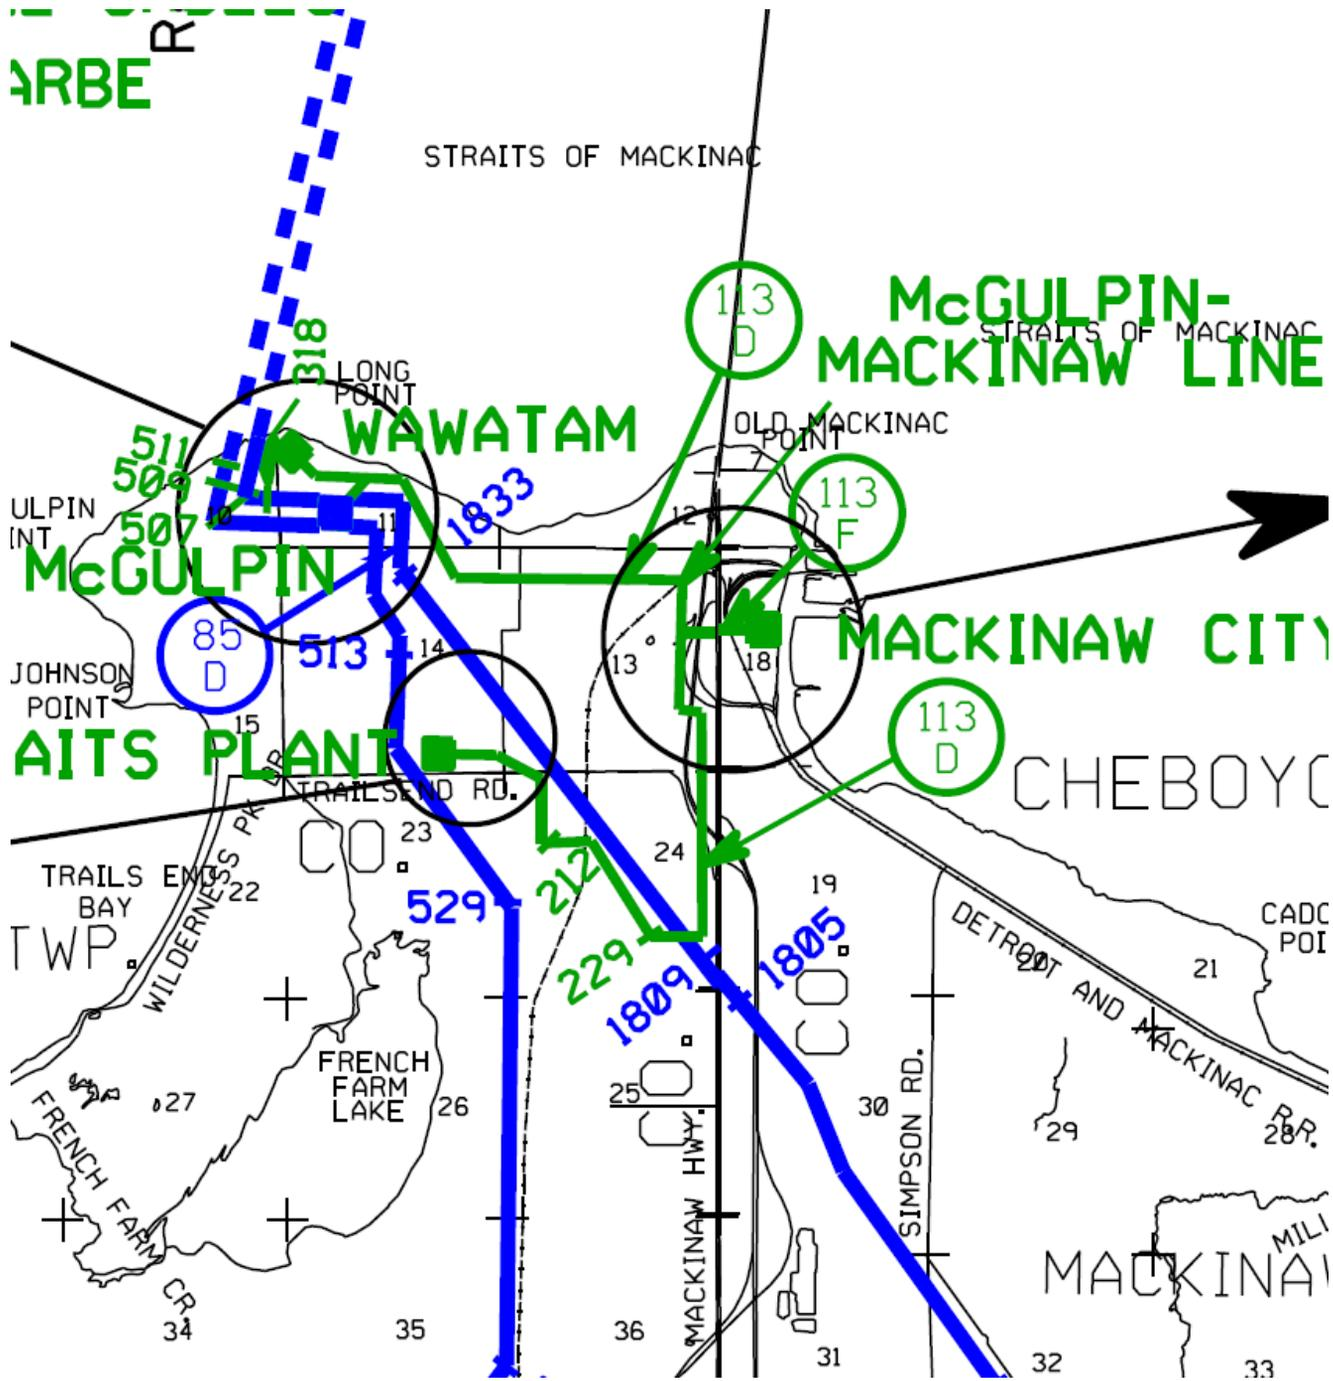 ARBE
STRAITS OF MACKINAC
318
113
D
McGULPIN-
STRAITS OF MACKINAC
MACKINAW LINE
LONG
POINT
WAWATAM
OLD MACKINAC
POINT
511
509
507
10
11
1833
12
7
113
F
ULPIN
INT
McGULPIN
85
D
513
14
13
18
MACKINAW CITY
JOHNSON
POINT
15
AITS PLANT
113
D
CHEBOYG
TRAILSEND RD.
WILDERNESS PK DR
CO
23
24
19
TRAILS END
BAY
22
212
529
TWP.
229
1809
1805
CADO
POI
DETROIT AND MACKINAC R.R.
20
21
CO
CO
FRENCH
FARM
LAKE
27
26
25
30
29
28
FRENCH FARM CR.
MACKINAW HWY.
SIMPSON RD.
MILL
MACKINAW
34
35
36
31
32
33